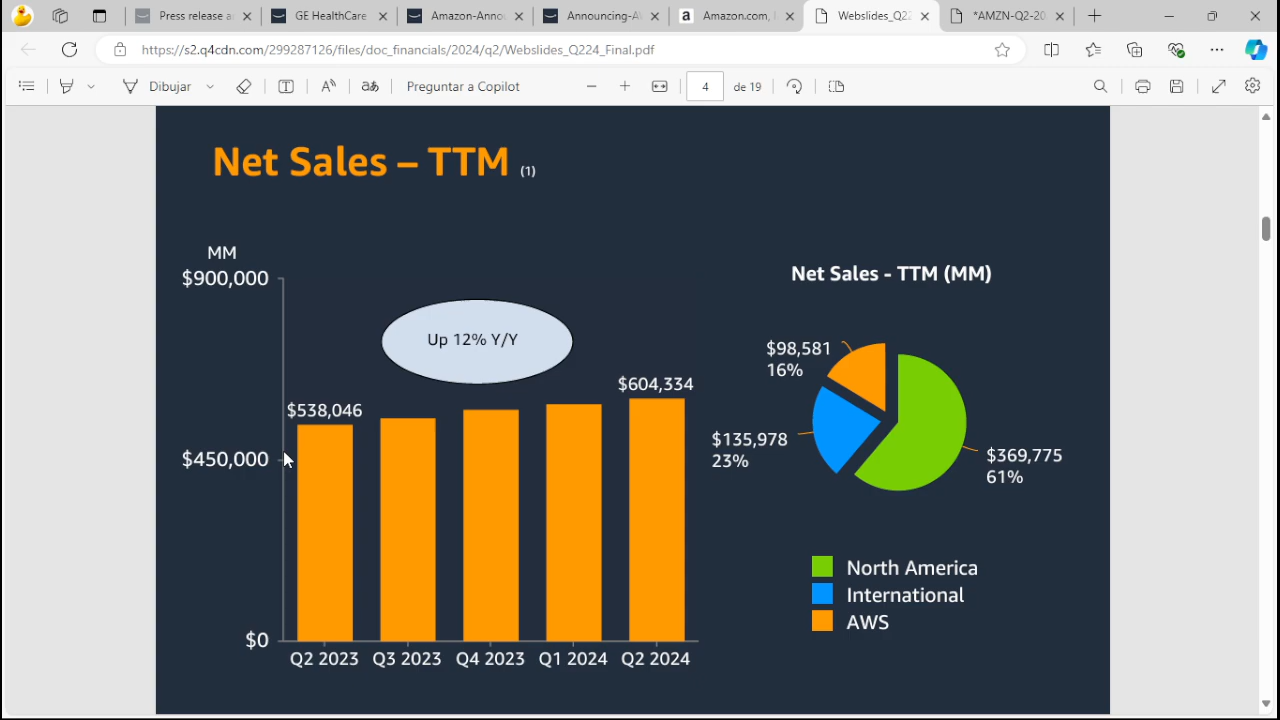 Press release a
GE HealthCare
Amazon-Annou
Announcing-A
Amazon.com, I
Webslides_Q22
*AMZN-Q2-20
https://s2.q4cdn.com/299287126/files/doc_financials/2024/q2/Webslides_Q224_Final.pdf
Dibujar
Preguntar a Copilot
4
de 19
Net Sales – TTM (1)
MM
$900,000
$450,000
$0
Up 12% Y/Y
$538,046
$604,334
Q2 2023
Q3 2023
Q4 2023
Q1 2024
Q2 2024
Net Sales - TTM (MM)
$98,581
16%
$135,978
23%
$369,775
61%
North America
International
AWS